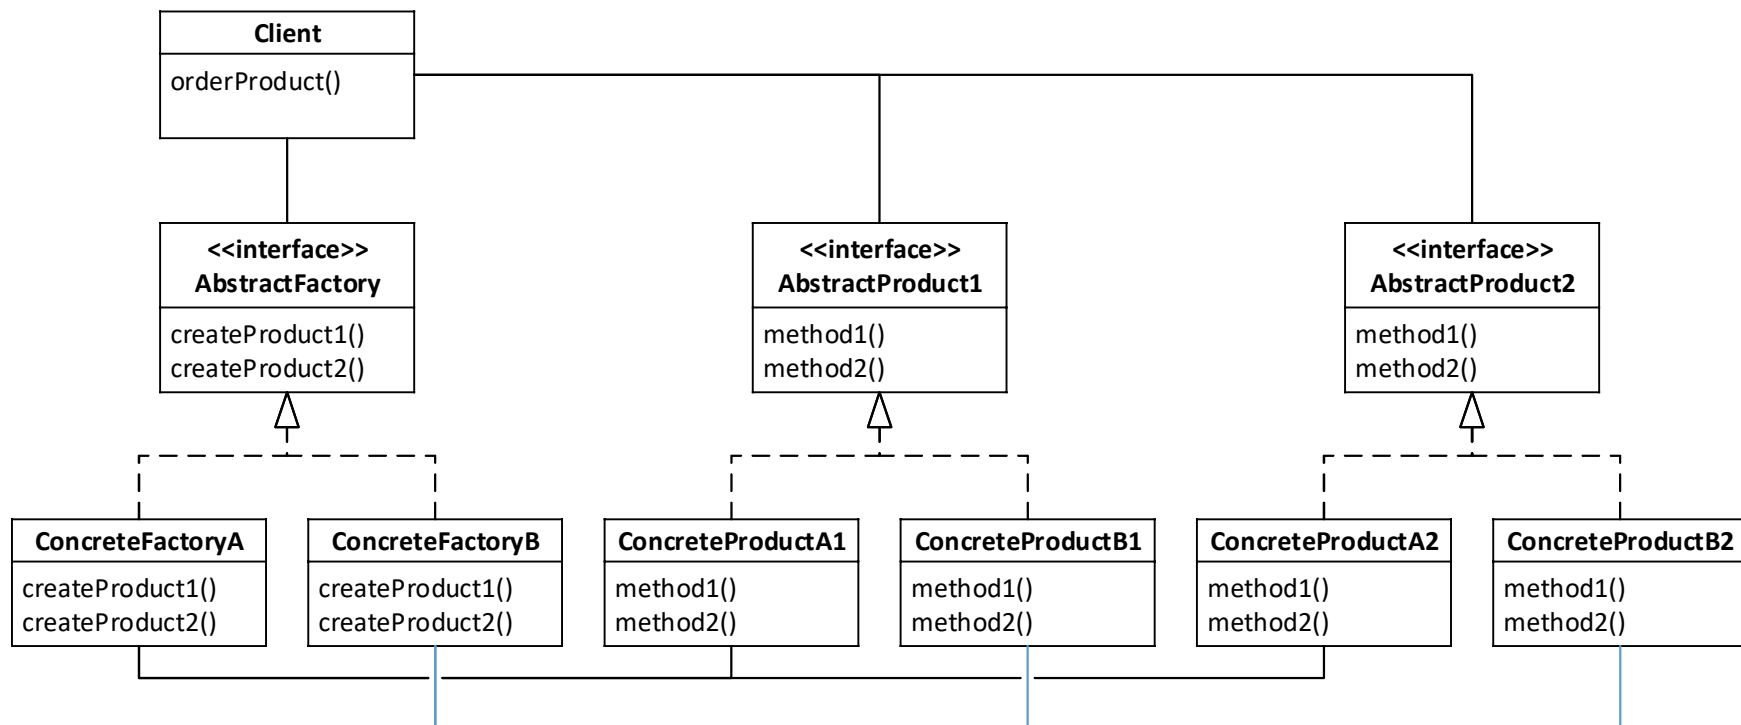 Client
orderProduct()
<<interface>>
AbstractFactory
createProduct1()
createProduct2()
<<interface>>
AbstractProduct1
method1()
method2()
<<interface>>
AbstractProduct2
method1()
method2()
ConcreteFactoryA
createProduct1()
createProduct2()
ConcreteFactoryB
createProduct1()
createProduct2()
ConcreteProductA1
method1()
method2()
ConcreteProductB1
method1()
method2()
ConcreteProductA2
method1()
method2()
ConcreteProductB2
method1()
method2()